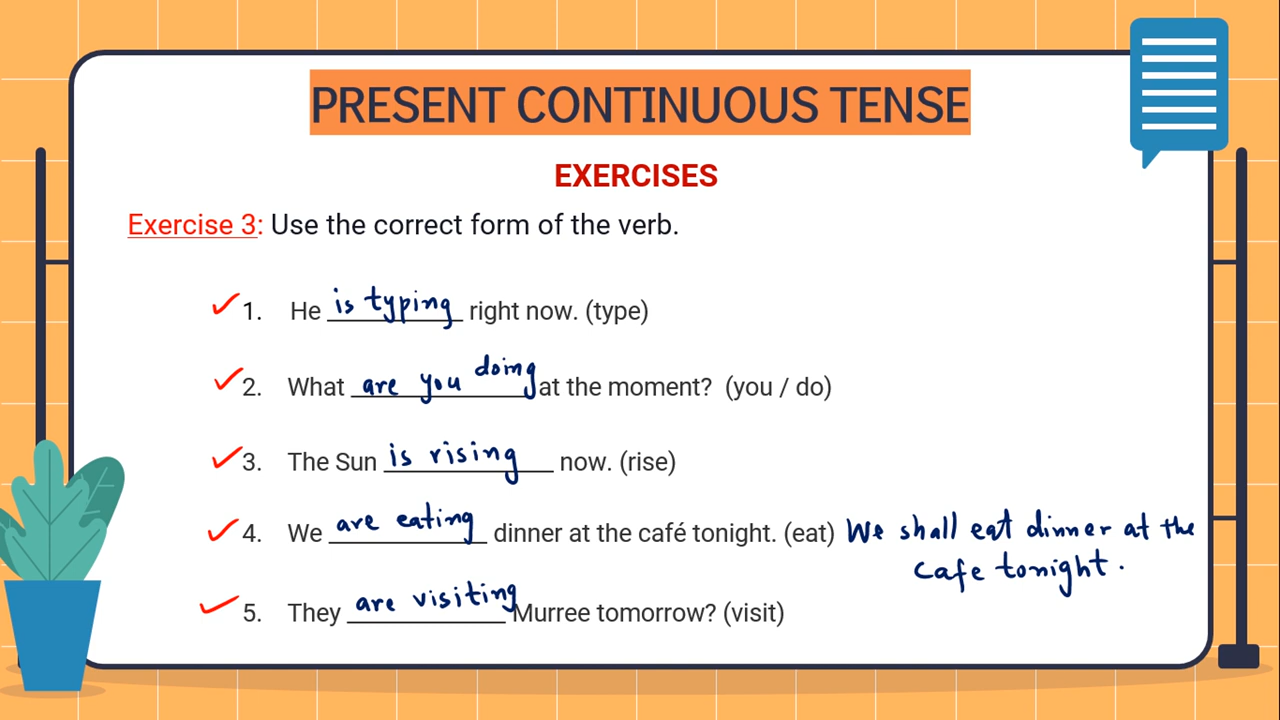 PRESENT CONTINUOUS TENSE
EXERCISES
Exercise 3: Use the correct form of the verb.
1. He is typing right now. (type)
2. What are you doing at the moment? (you / do)
3. The Sun is rising now. (rise)
4. We are eating dinner at the café tonight. (eat) We shall eat dinner at the
cafe tonight.
5. They are visiting Murree tomorrow? (visit)